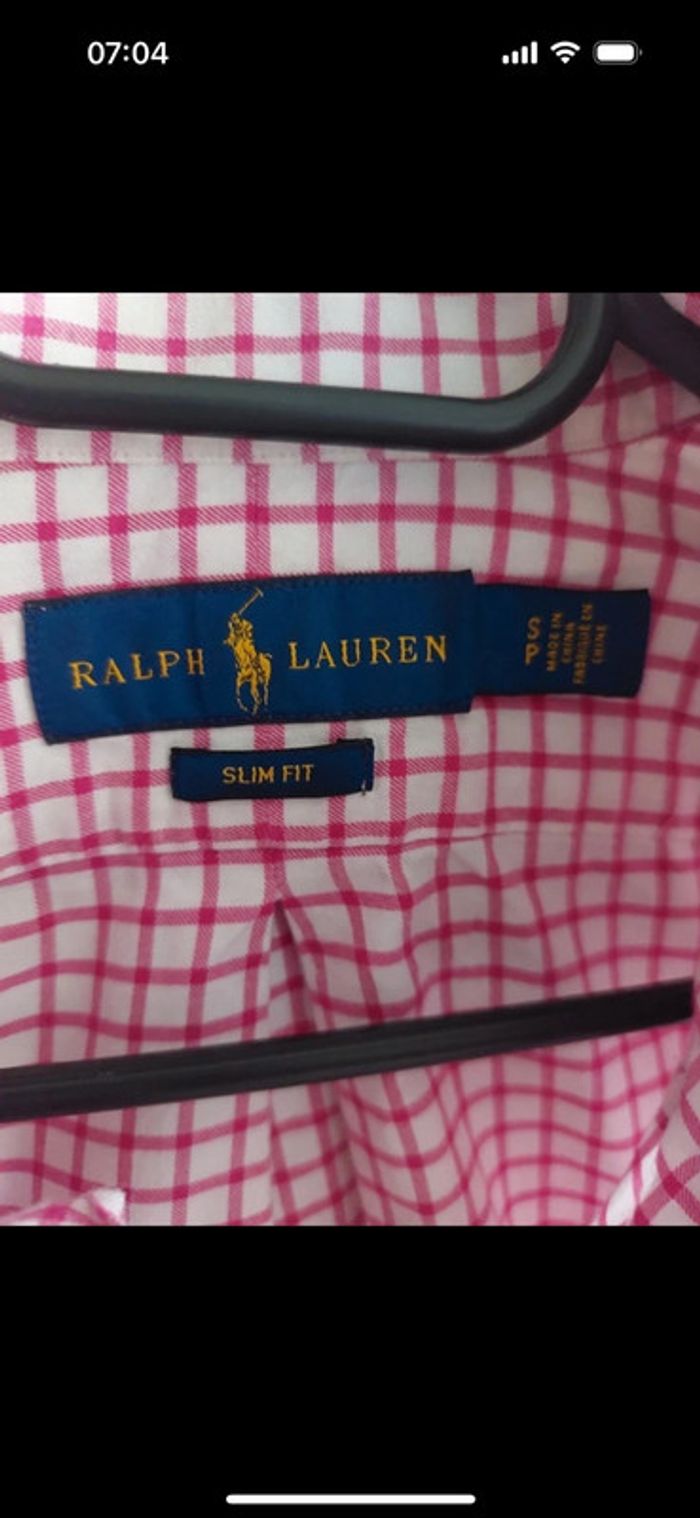 07:04
RALPH LAUREN
S
P
MADE IN
CHINA
FABRIQUÉ EN
CHINE
SLIM FIT